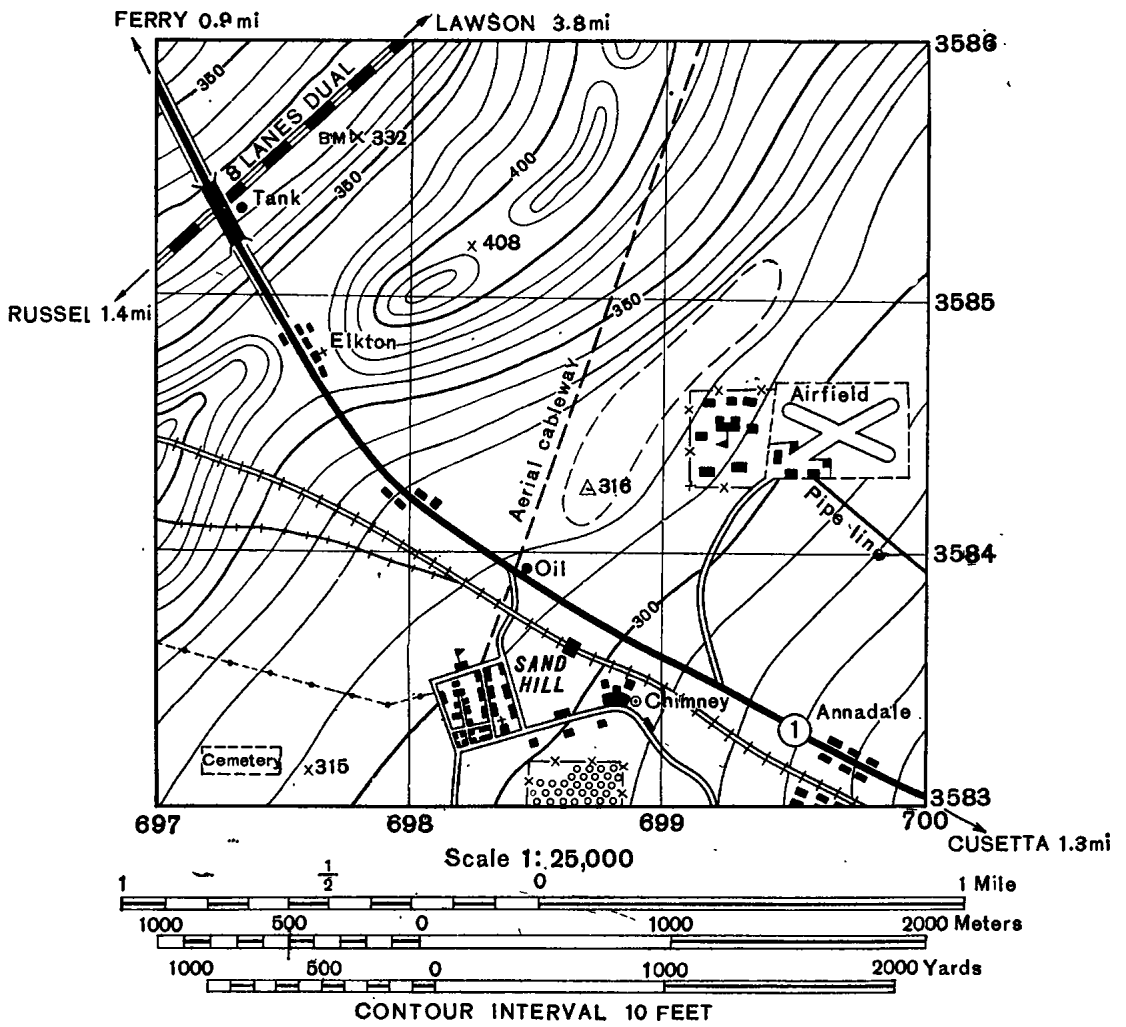 FERRY 0.9 mi
LAWSON 3.8 mi
3586
350
8 LANES DUAL
BM X 332
400
350
Tank
x 408
RUSSEL 1.4 mi
350
3585
Elkton
Aerial cableway
Airfield
316
Pipe line
3584
Oil
300
SAND
HILL
Chimney
1
Annadale
Cemetery
x 315
3583
697
698
699
700
CUSETTA 1.3 mi
Scale 1:25,000
1 1/2 0 1 Mile
1000 500 0 1000 2000 Meters
1000 500 0 1000 2000 Yards
CONTOUR INTERVAL 10 FEET